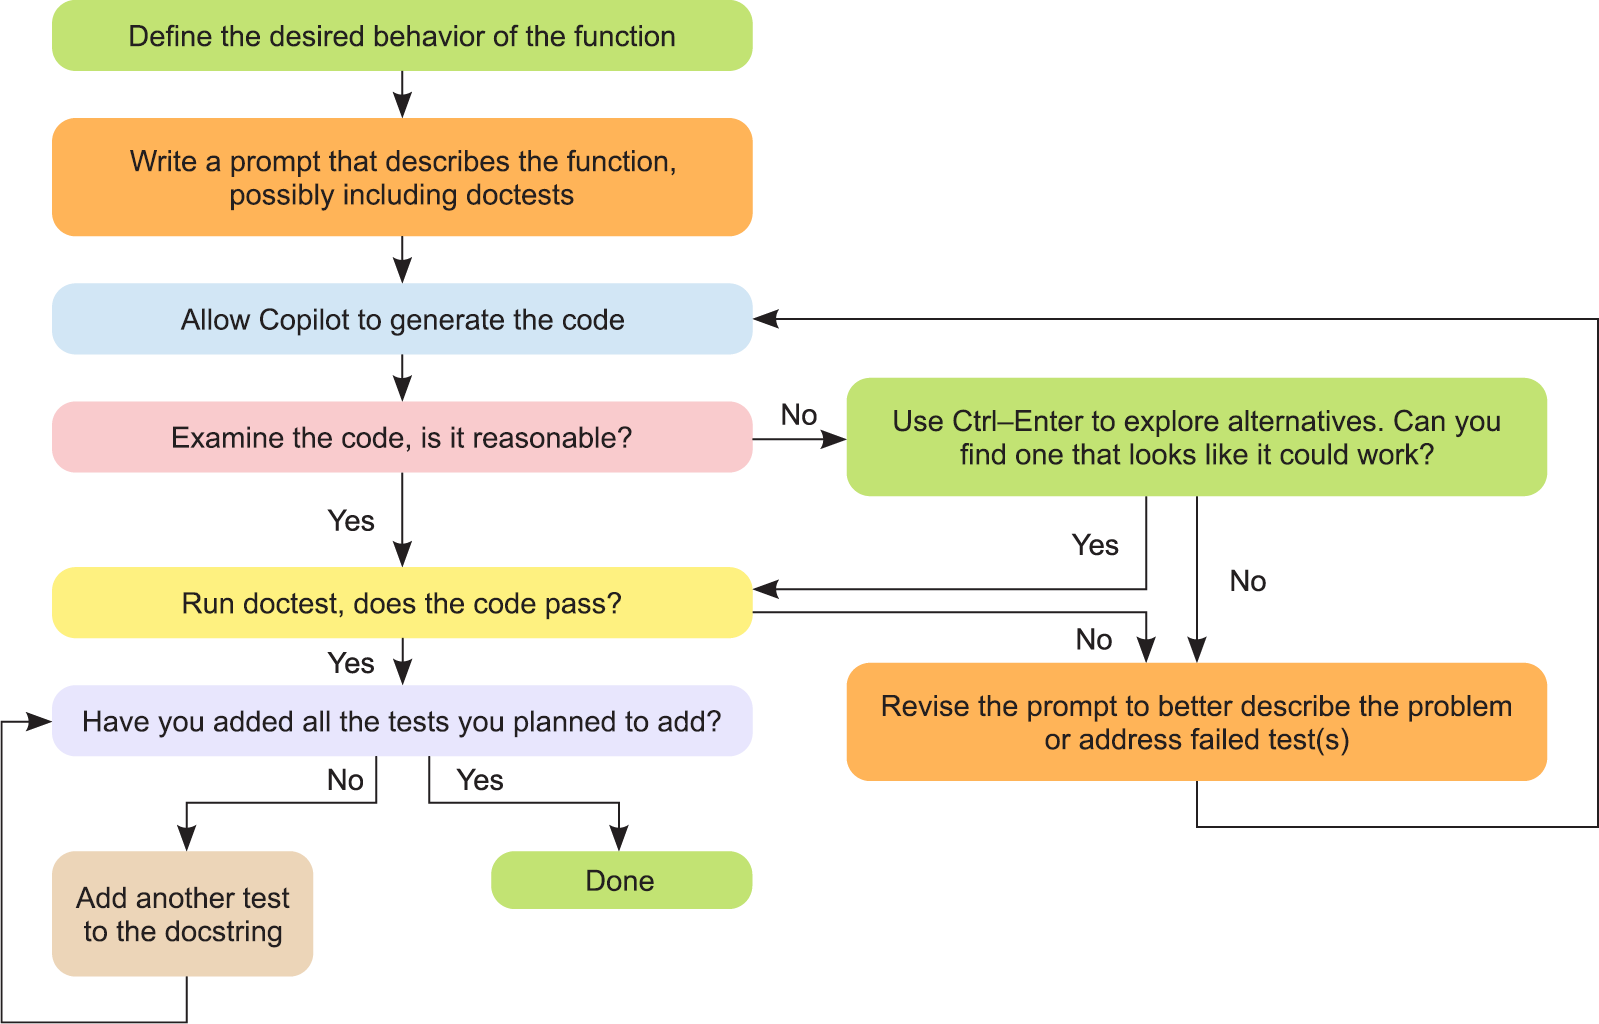 Define the desired behavior of the function
Write a prompt that describes the function,
possibly including doctests
Allow Copilot to generate the code
Examine the code, is it reasonable?
No
Use Ctrl–Enter to explore alternatives. Can you
find one that looks like it could work?
Yes
Yes
No
Run doctest, does the code pass?
No
Yes
Revise the prompt to better describe the problem
or address failed test(s)
Have you added all the tests you planned to add?
No
Yes
Add another test
to the docstring
Done